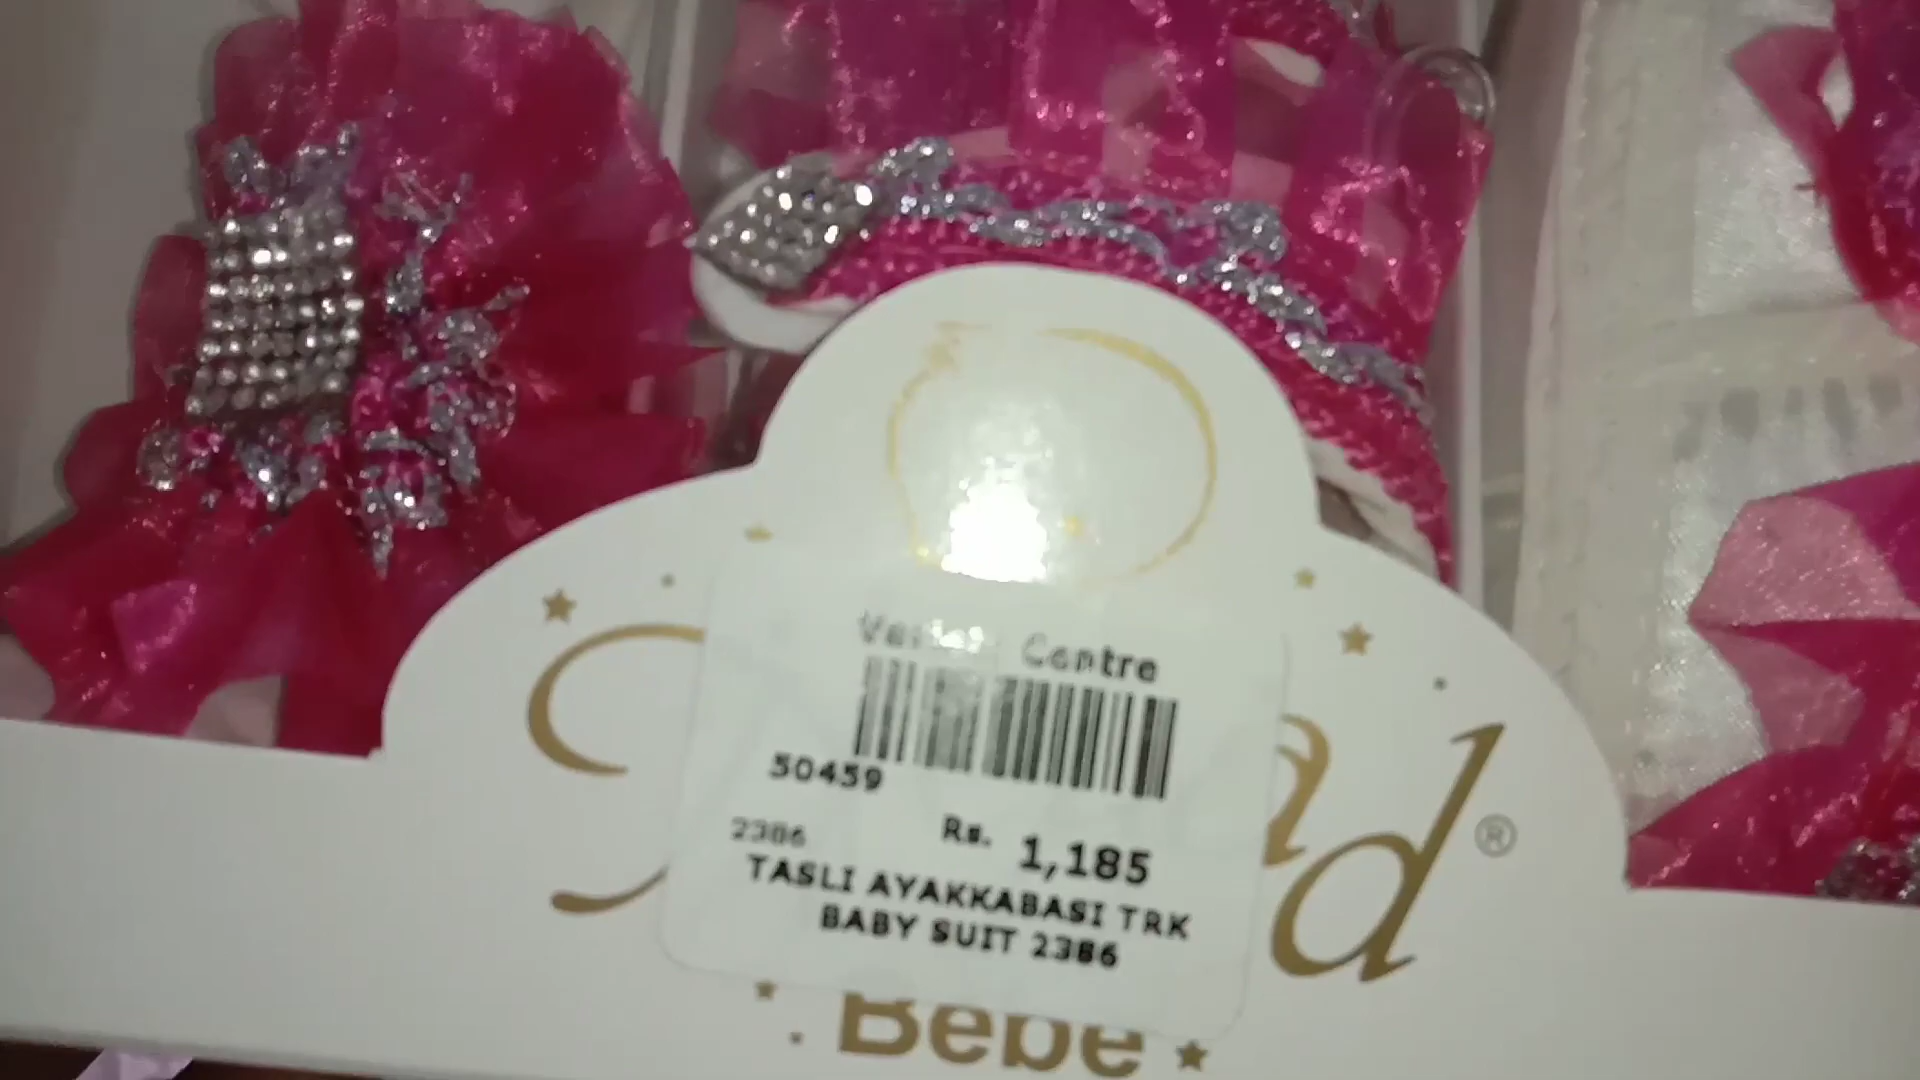 Centre
50459
2386 Rs. 1,185
TASLI AYAKKABASI TRK
BABY SUIT 2386
®
Bebe